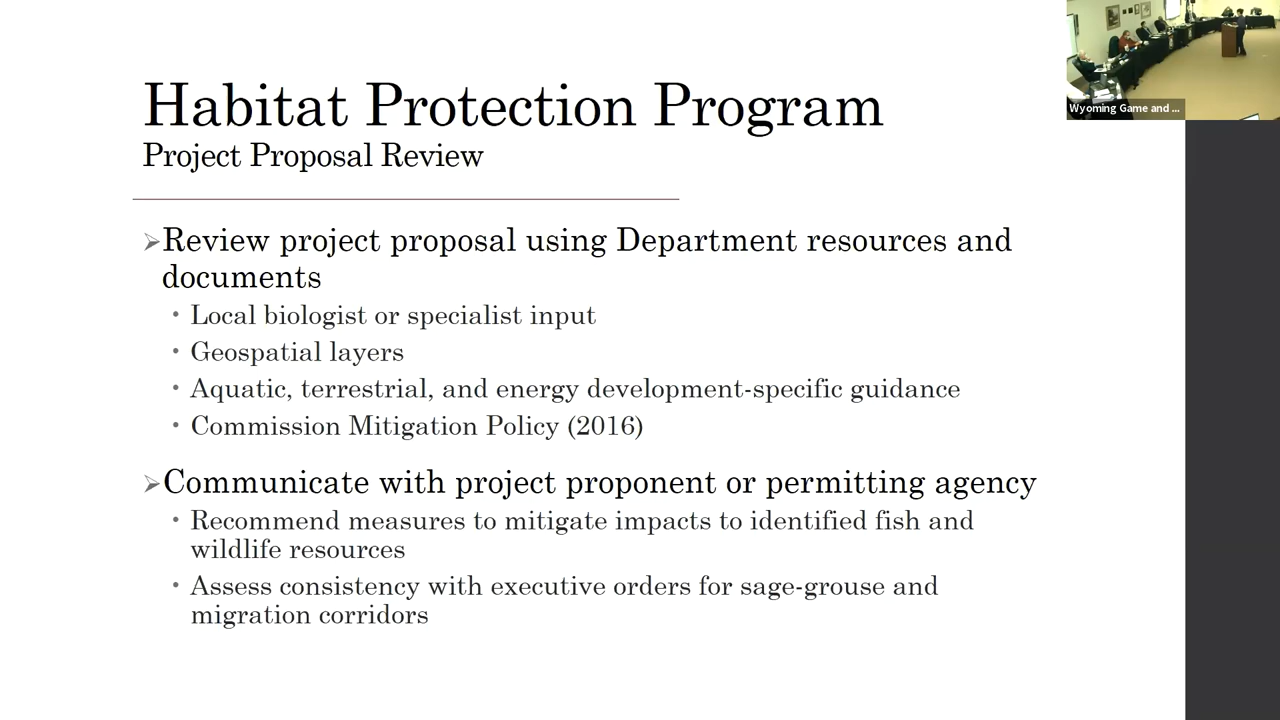 Habitat Protection Program
Project Proposal Review
➢Review project proposal using Department resources and
documents
• Local biologist or specialist input
• Geospatial layers
• Aquatic, terrestrial, and energy development-specific guidance
• Commission Mitigation Policy (2016)
➢Communicate with project proponent or permitting agency
• Recommend measures to mitigate impacts to identified fish and
wildlife resources
• Assess consistency with executive orders for sage-grouse and
migration corridors
Wyoming Game and ...